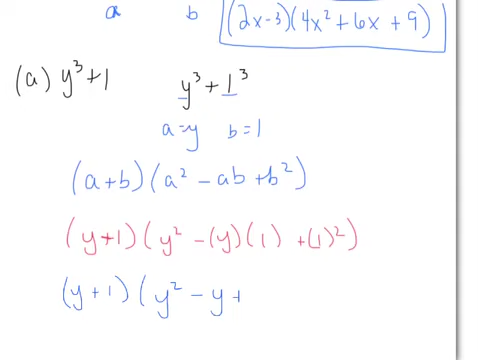 a b (2x-3)(4x² + 6x + 9)
(a) y³+1 y³ + 1³
a=y b=1
(a+b)(a² - ab + b²)
(y+1)(y² - (y)(1) + (1)²)
(y+1)(y² - y +